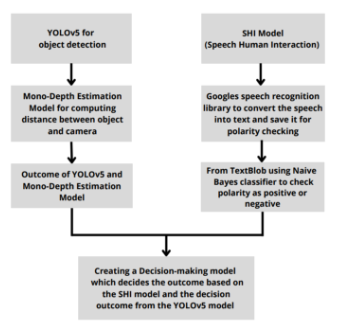 YOLOv5 for
object detection
Mono-Depth Estimation
Model for computing
distance between object
and camera
Outcome of YOLOv5 and
Mono-Depth Estimation
Model
SHI Model
(Speech Human Interaction)
Googles speech recognition
library to convert the speech
into text and save it for
polarity checking
From TextBlob using Naive
Bayes classifier to check
polarity as positive or
negative
Creating a Decision-making model
which decides the outcome based on
the SHI model and the decision
outcome from the YOLOv5 model